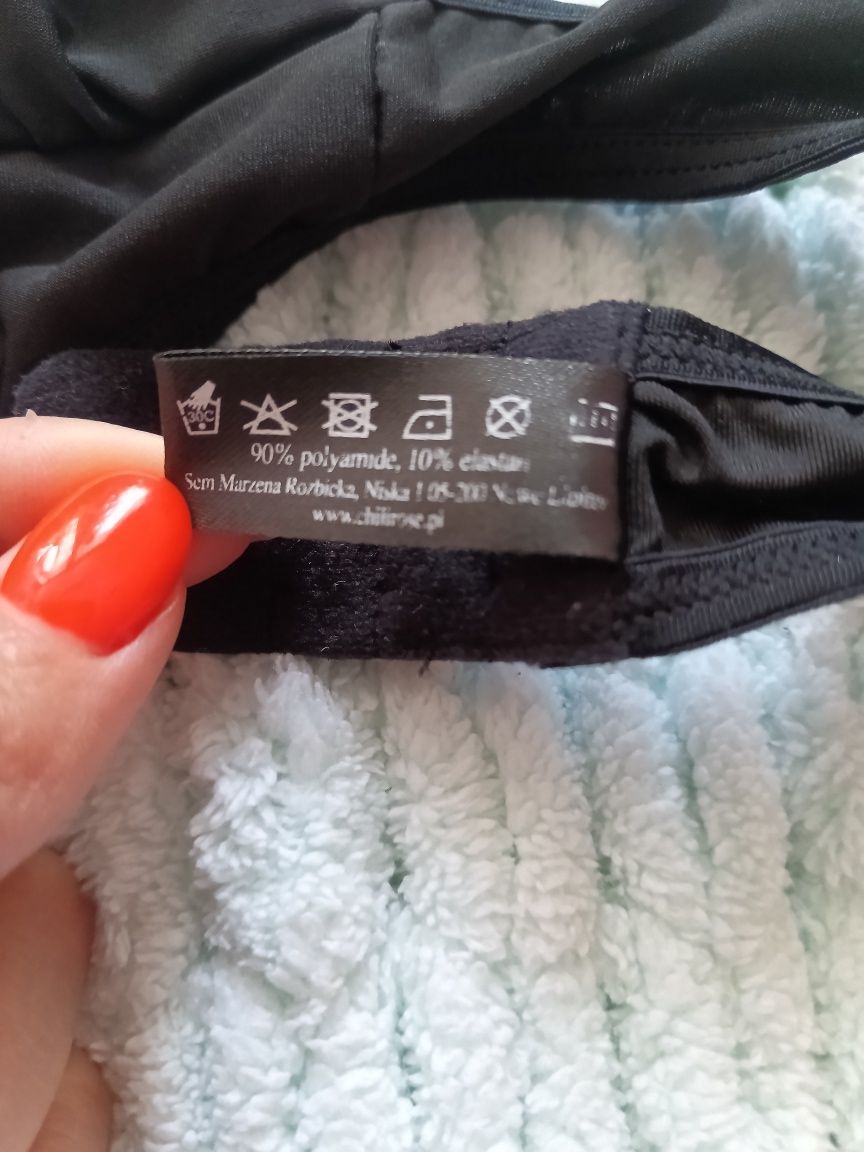 30C
90% polyamide, 10% elastan
Sem Marzena Rozbicka, Niska 1 05-200
www.chilirose.pl